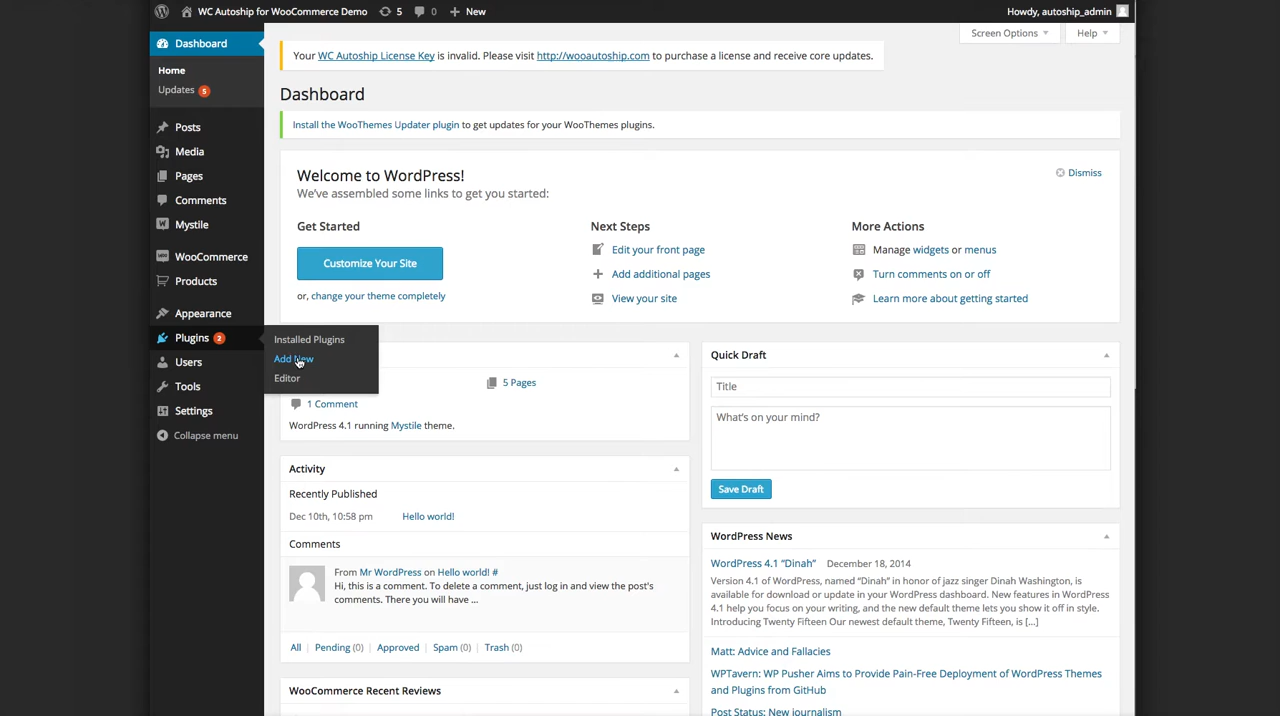 WC Autoship for WooCommerce Demo 5 0 New Howdy, autoship_admin
Dashboard
Home
Updates 5
Posts
Media
Pages
Comments
Mystile
WooCommerce
Products
Appearance
Plugins 2
Users
Tools
Settings
Collapse menu
Installed Plugins
Add New
Editor
Screen Options Help
Your WC Autoship License Key is invalid. Please visit http://wooautoship.com to purchase a license and receive core updates.
Dashboard
Install the WooThemes Updater plugin to get updates for your WooThemes plugins.
Welcome to WordPress!
We've assembled some links to get you started:
Dismiss
Get Started
Customize Your Site
or, change your theme completely
Next Steps
Edit your front page
Add additional pages
View your site
More Actions
Manage widgets or menus
Turn comments on or off
Learn more about getting started
5 Pages
1 Comment
WordPress 4.1 running Mystile theme.
Activity
Recently Published
Dec 10th, 10:58 pm Hello world!
Comments
From Mr WordPress on Hello world! #
Hi, this is a comment. To delete a comment, just log in and view the post's
comments. There you will have ...
All | Pending (0) | Approved | Spam (0) | Trash (0)
WooCommerce Recent Reviews
Quick Draft
Title
What's on your mind?
Save Draft
WordPress News
WordPress 4.1 “Dinah” December 18, 2014
Version 4.1 of WordPress, named “Dinah” in honor of jazz singer Dinah Washington, is
available for download or update in your WordPress dashboard. New features in WordPress
4.1 help you focus on your writing, and the new default theme lets you show it off in style.
Introducing Twenty Fifteen Our newest default theme, Twenty Fifteen, is [...]
Matt: Advice and Fallacies
WPTavern: WP Pusher Aims to Provide Pain-Free Deployment of WordPress Themes
and Plugins from GitHub
Post Status: New journalism